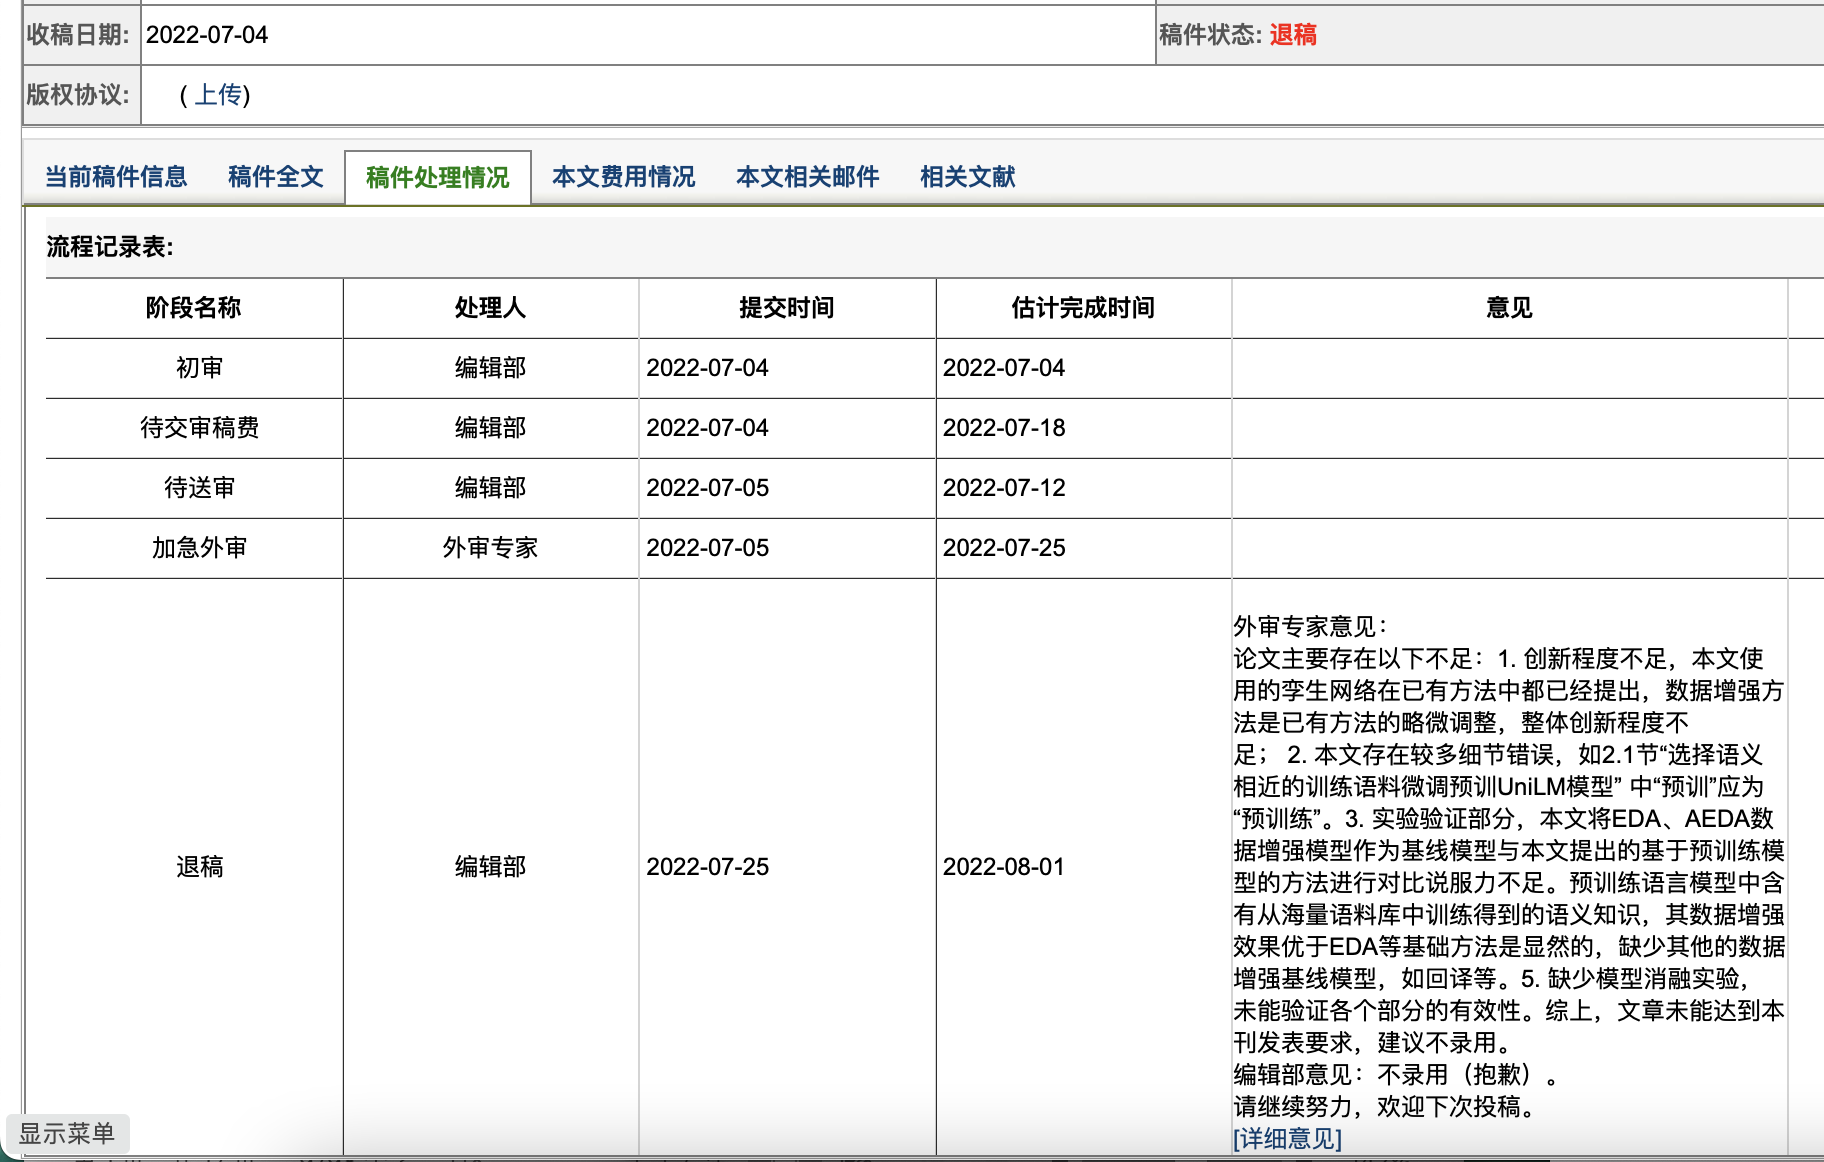 收稿日期: 2022-07-04 稿件状态: 退稿
版权协议: ( 上传)
当前稿件信息 稿件全文 稿件处理情况 本文费用情况 本文相关邮件 相关文献
流程记录表:
阶段名称 处理人 提交时间 估计完成时间 意见
初审 编辑部 2022-07-04 2022-07-04
待交审稿费 编辑部 2022-07-04 2022-07-18
待送审 编辑部 2022-07-05 2022-07-12
加急外审 外审专家 2022-07-05 2022-07-25
退稿 编辑部 2022-07-25 2022-08-01
外审专家意见：
论文主要存在以下不足：1. 创新程度不足，本文使
用的孪生网络在已有方法中都已经提出，数据增强方
法是已有方法的略微调整，整体创新程度不
足； 2. 本文存在较多细节错误，如2.1节“选择语义
相近的训练语料微调预训UniLM模型” 中“预训”应为
“预训练”。3. 实验验证部分，本文将EDA、AEDA数
据增强模型作为基线模型与本文提出的基于预训练模
型的方法进行对比说服力不足。预训练语言模型中含
有从海量语料库中训练得到的语义知识，其数据增强
效果优于EDA等基础方法是显然的，缺少其他的数据
增强基线模型，如回译等。5. 缺少模型消融实验，
未能验证各个部分的有效性。综上，文章未能达到本
刊发表要求，建议不录用。
编辑部意见：不录用（抱歉）。
请继续努力，欢迎下次投稿。
[详细意见]
显示菜单